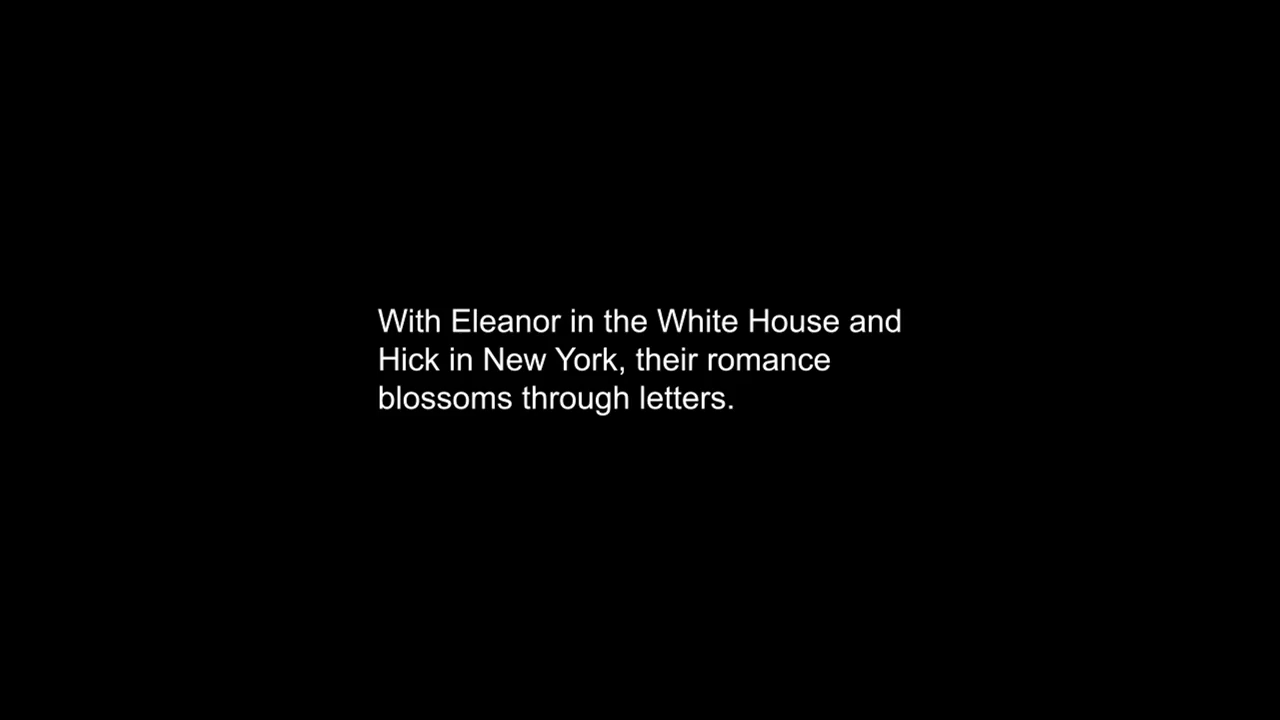 With Eleanor in the White House and
Hick in New York, their romance
blossoms through letters.